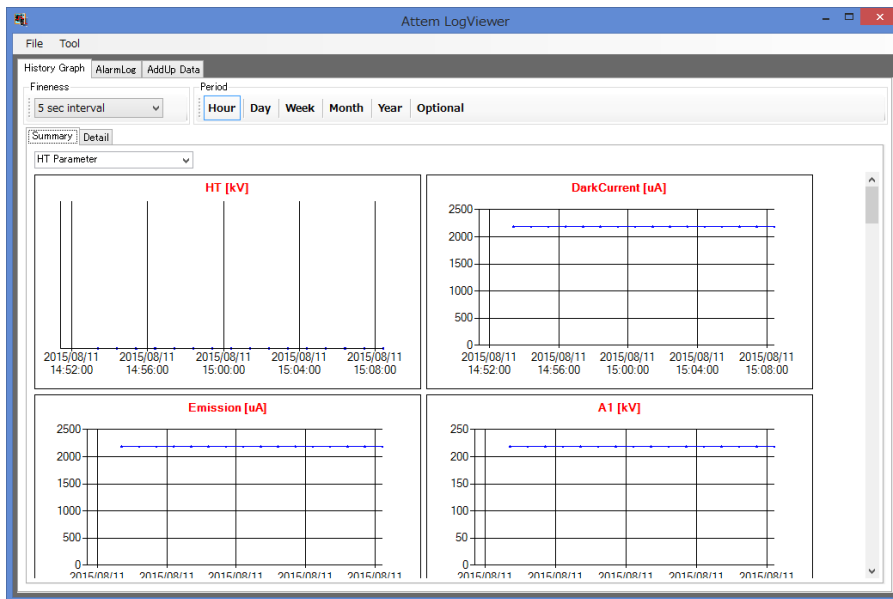 Attem LogViewer
File Tool
History Graph AlarmLog AddUp Data
Fineness Period
5 sec interval Hour Day Week Month Year Optional
Summary Detail
HT Parameter
HT [kV]
2015/08/11 2015/08/11 2015/08/11 2015/08/11 2015/08/11
14:52:00 14:56:00 15:00:00 15:04:00 15:08:00
DarkCurrent [uA]
2500
2000
1500
1000
500
0
2015/08/11 2015/08/11 2015/08/11 2015/08/11 2015/08/11
14:52:00 14:56:00 15:00:00 15:04:00 15:08:00
Emission [uA]
2500
2000
1500
1000
500
0
2015/08/11 2015/08/11 2015/08/11 2015/08/11 2015/08/11
A1 [kV]
250
200
150
100
50
0
2015/08/11 2015/08/11 2015/08/11 2015/08/11 2015/08/11